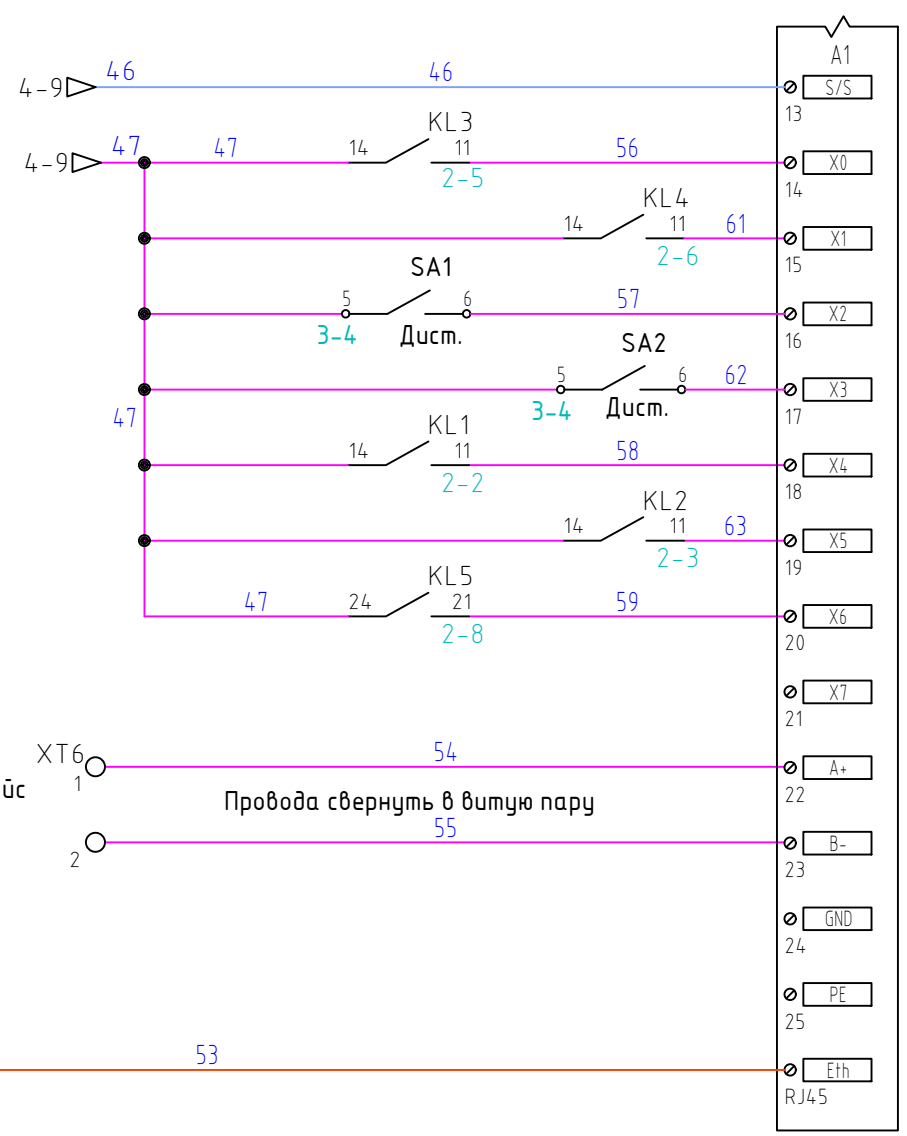 A1
46 46
4-9 S/S
13
KL3
47 47 14 11 56
4-9 X0
2-5 14
KL4
14 11 61
X1
2-6 15
SA1
5 6 57
X2
3-4 Дист. 16
SA2
5 6 62
X3
3-4 Дист. 17
47 KL1
14 11 58
X4
2-2 18
KL2
14 11 63
X5
2-3 19
KL5
47 24 21 59
X6
2-8 20
X7
21
XT6 54
1 A+
22
йс Провода свернуть в витую пару
55
2 B-
23
GND
24
PE
25
53
Eth
RJ45